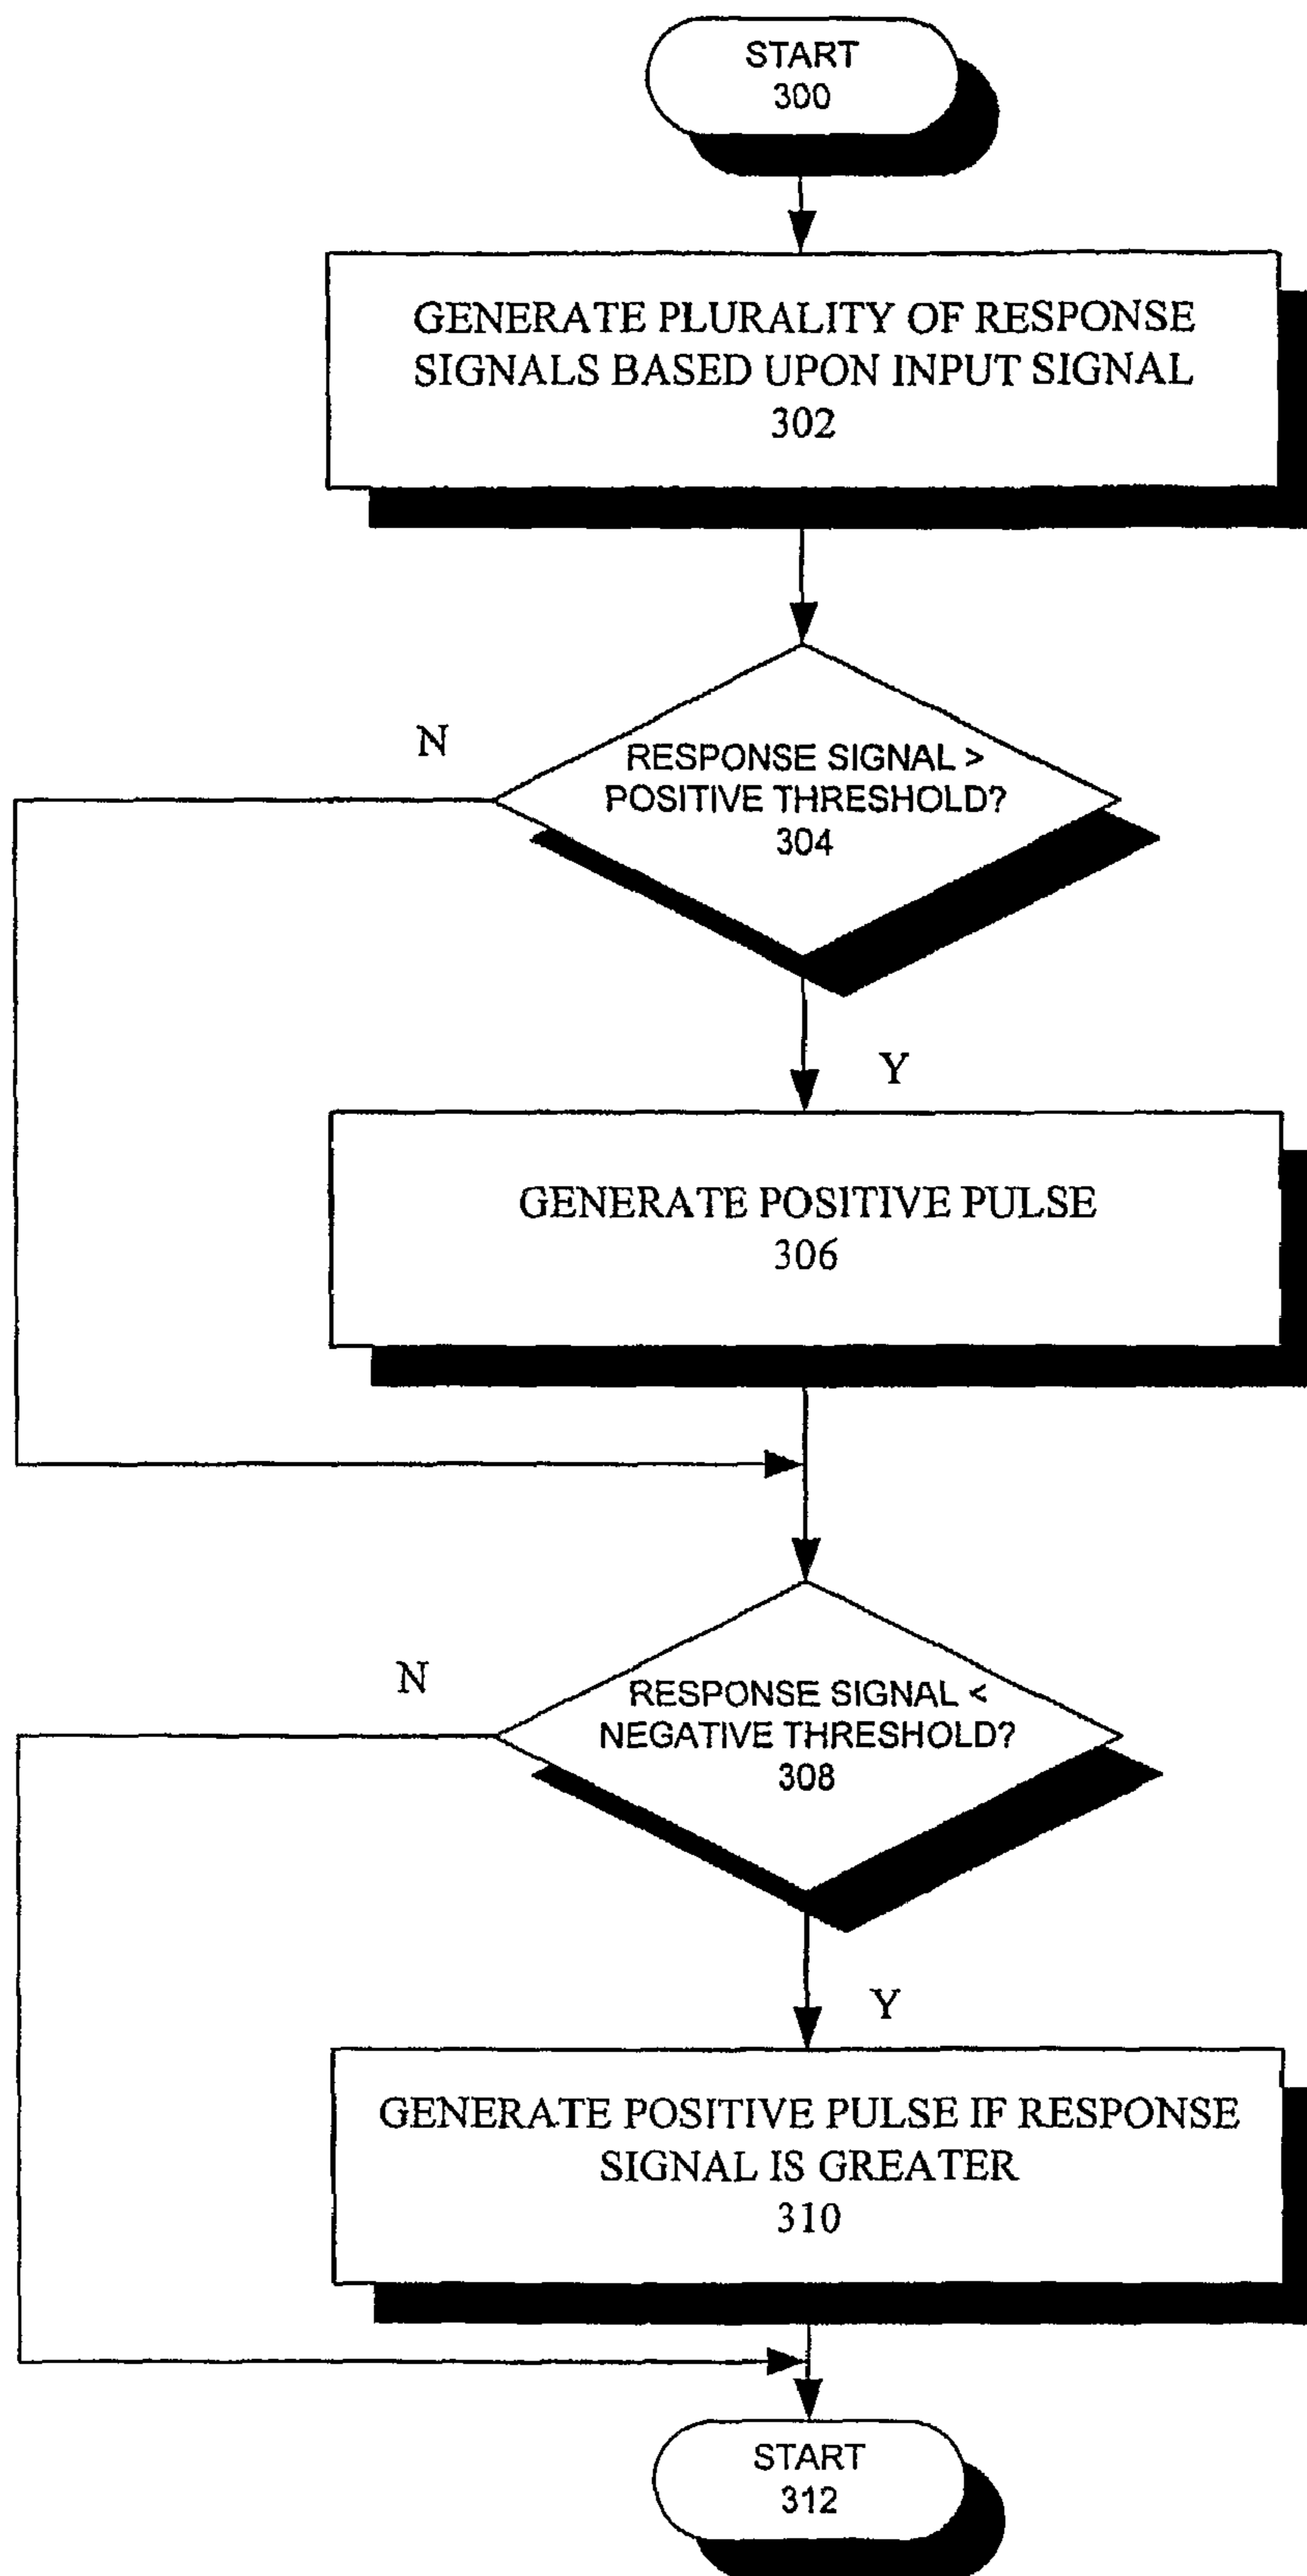 START
300
GENERATE PLURALITY OF RESPONSE
SIGNALS BASED UPON INPUT SIGNAL
302
N
RESPONSE SIGNAL >
POSITIVE THRESHOLD?
304
Y
GENERATE POSITIVE PULSE
306
N
RESPONSE SIGNAL <
NEGATIVE THRESHOLD?
308
Y
GENERATE POSITIVE PULSE IF RESPONSE
SIGNAL IS GREATER
310
START
312